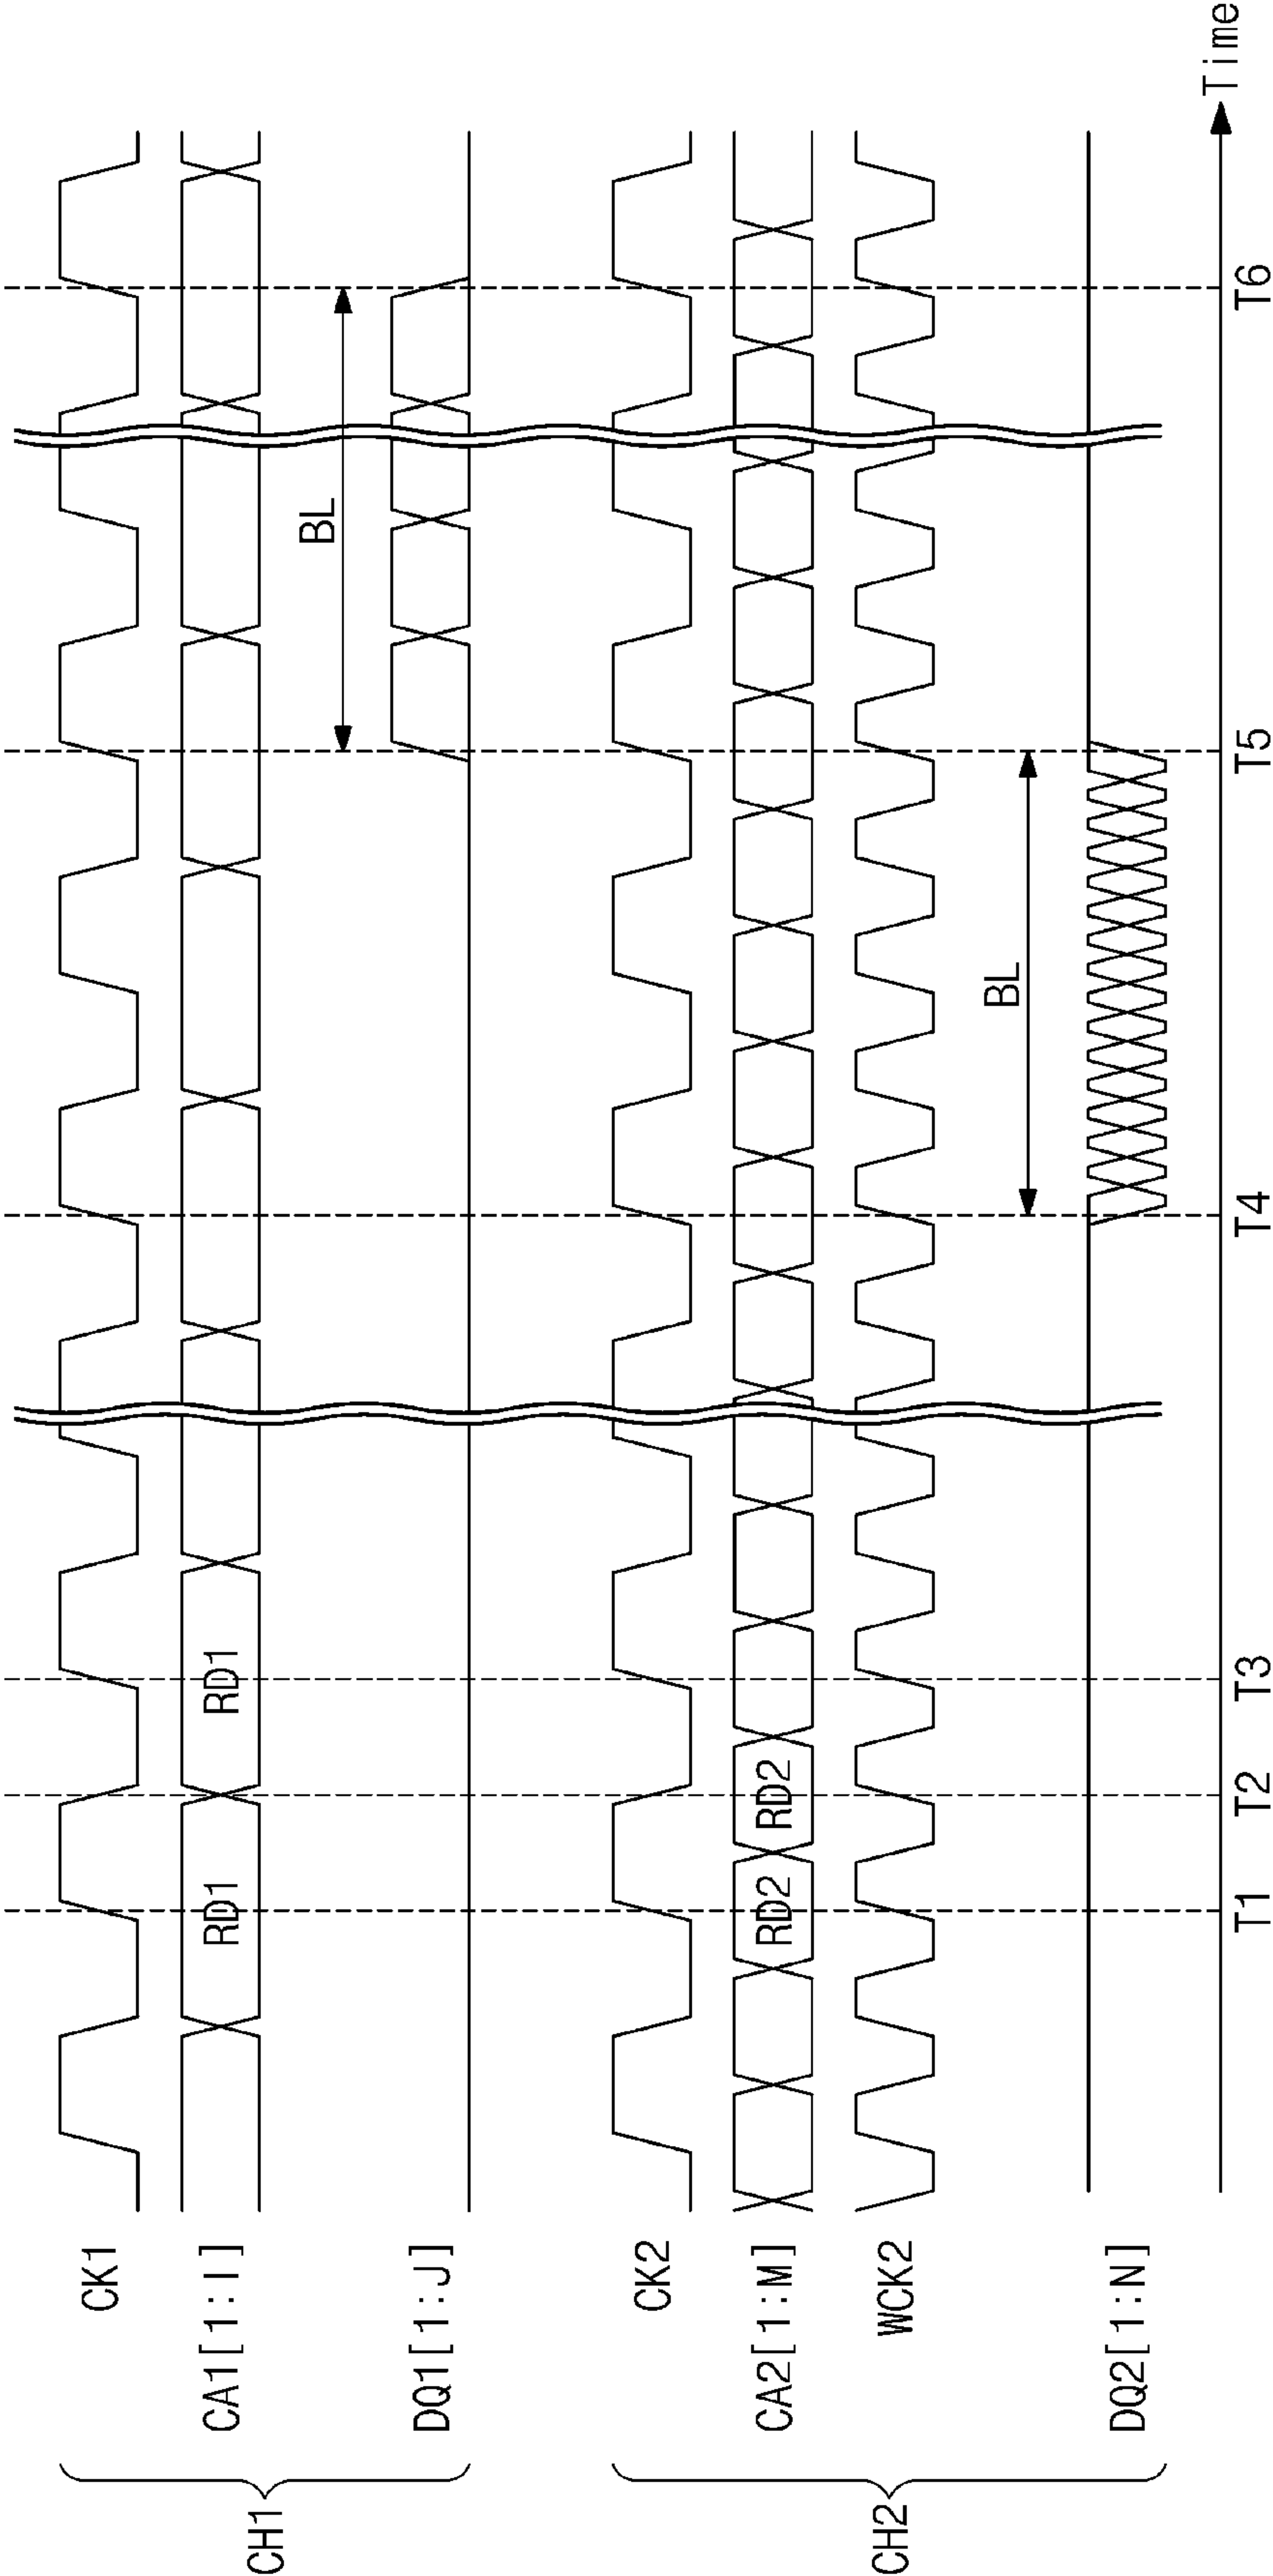 CH1
CK1
CA1[1:I]
RD1
RD1
DQ1[1:J]
BL
CH2
CK2
CA2[1:M]
RD2
RD2
WCK2
BL
DQ2[1:N]
T1
T2
T3
T4
T5
T6
Time